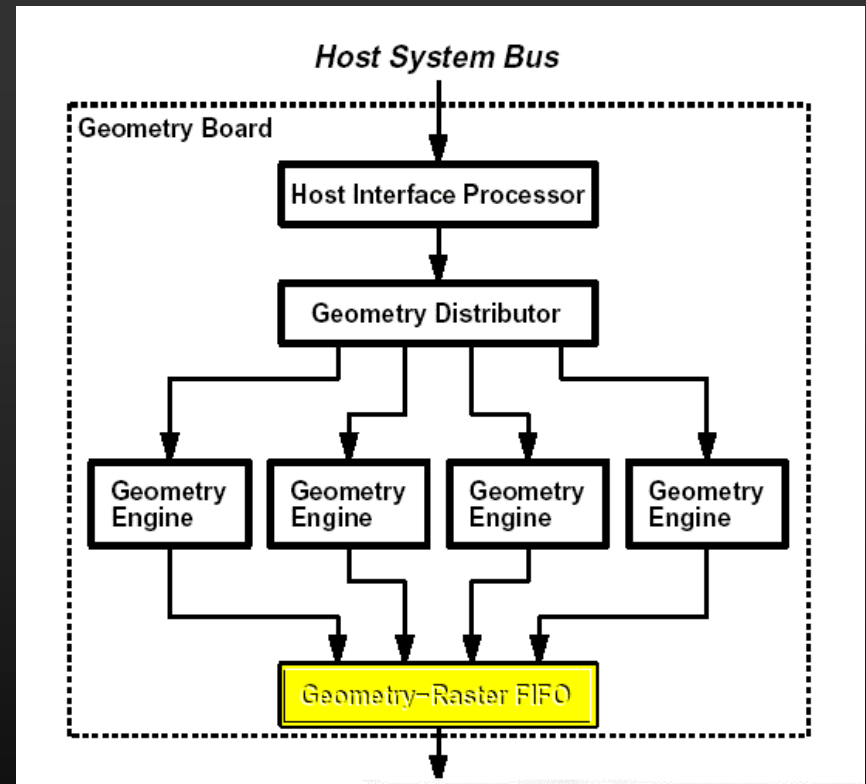 Host System Bus
Geometry Board
Host Interface Processor
Geometry Distributor
Geometry
Engine
Geometry
Engine
Geometry
Engine
Geometry
Engine
Geometry–Raster FIFO